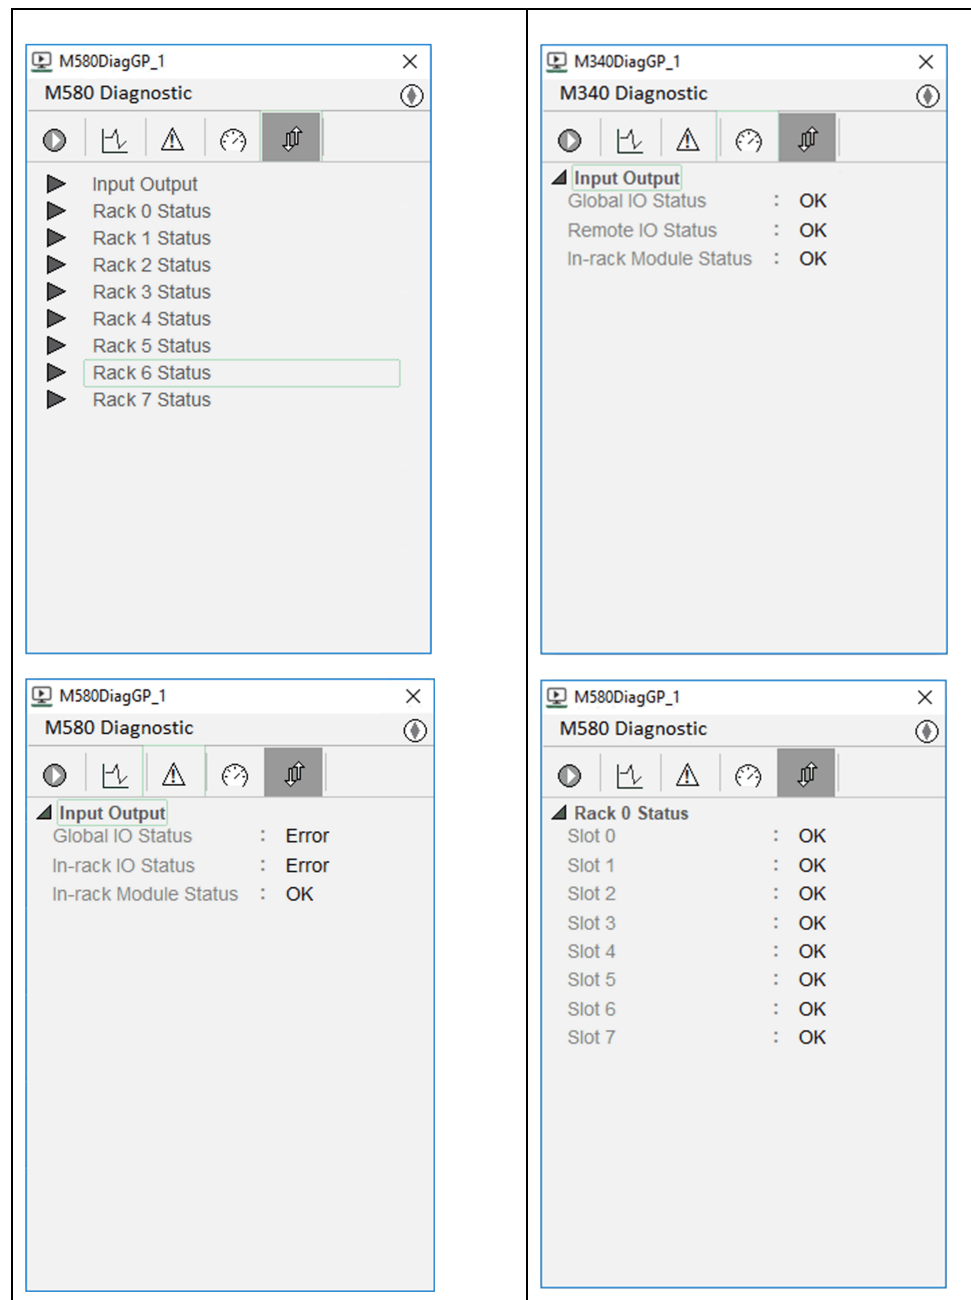 M580DiagGP_1
M580 Diagnostic
Input Output
Rack 0 Status
Rack 1 Status
Rack 2 Status
Rack 3 Status
Rack 4 Status
Rack 5 Status
Rack 6 Status
Rack 7 Status
M340DiagGP_1
M340 Diagnostic
Input Output
Global IO Status : OK
Remote IO Status : OK
In-rack Module Status : OK
M580DiagGP_1
M580 Diagnostic
Input Output
Global IO Status : Error
In-rack IO Status : Error
In-rack Module Status : OK
M580DiagGP_1
M580 Diagnostic
Rack 0 Status
Slot 0 : OK
Slot 1 : OK
Slot 2 : OK
Slot 3 : OK
Slot 4 : OK
Slot 5 : OK
Slot 6 : OK
Slot 7 : OK